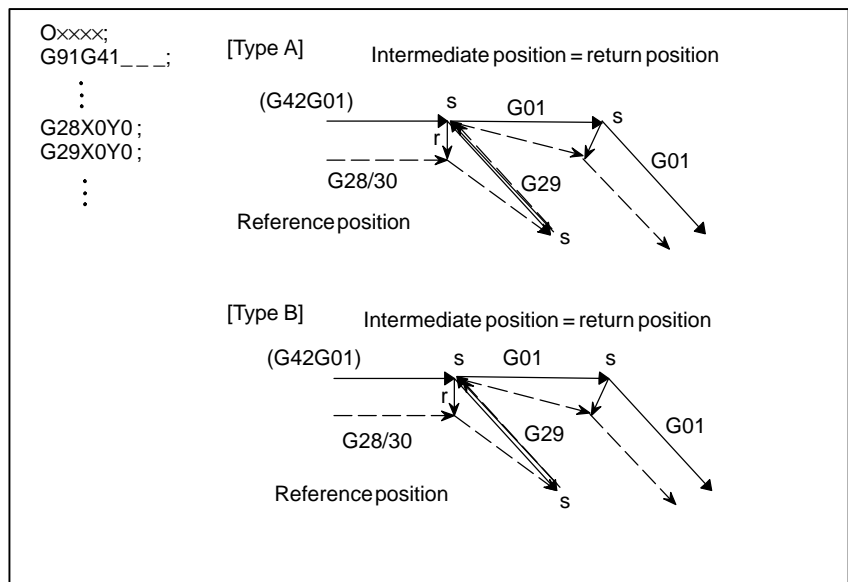 O××××;
G91G41_ _ _;
G28X0Y0;
G29X0Y0;
[Type A]
Intermediate position = return position
(G42G01)
s
G01
s
r
G01
G28/30
G29
Reference position
s
[Type B]
Intermediate position = return position
(G42G01)
s
G01
s
r
G01
G28/30
G29
Reference position
s